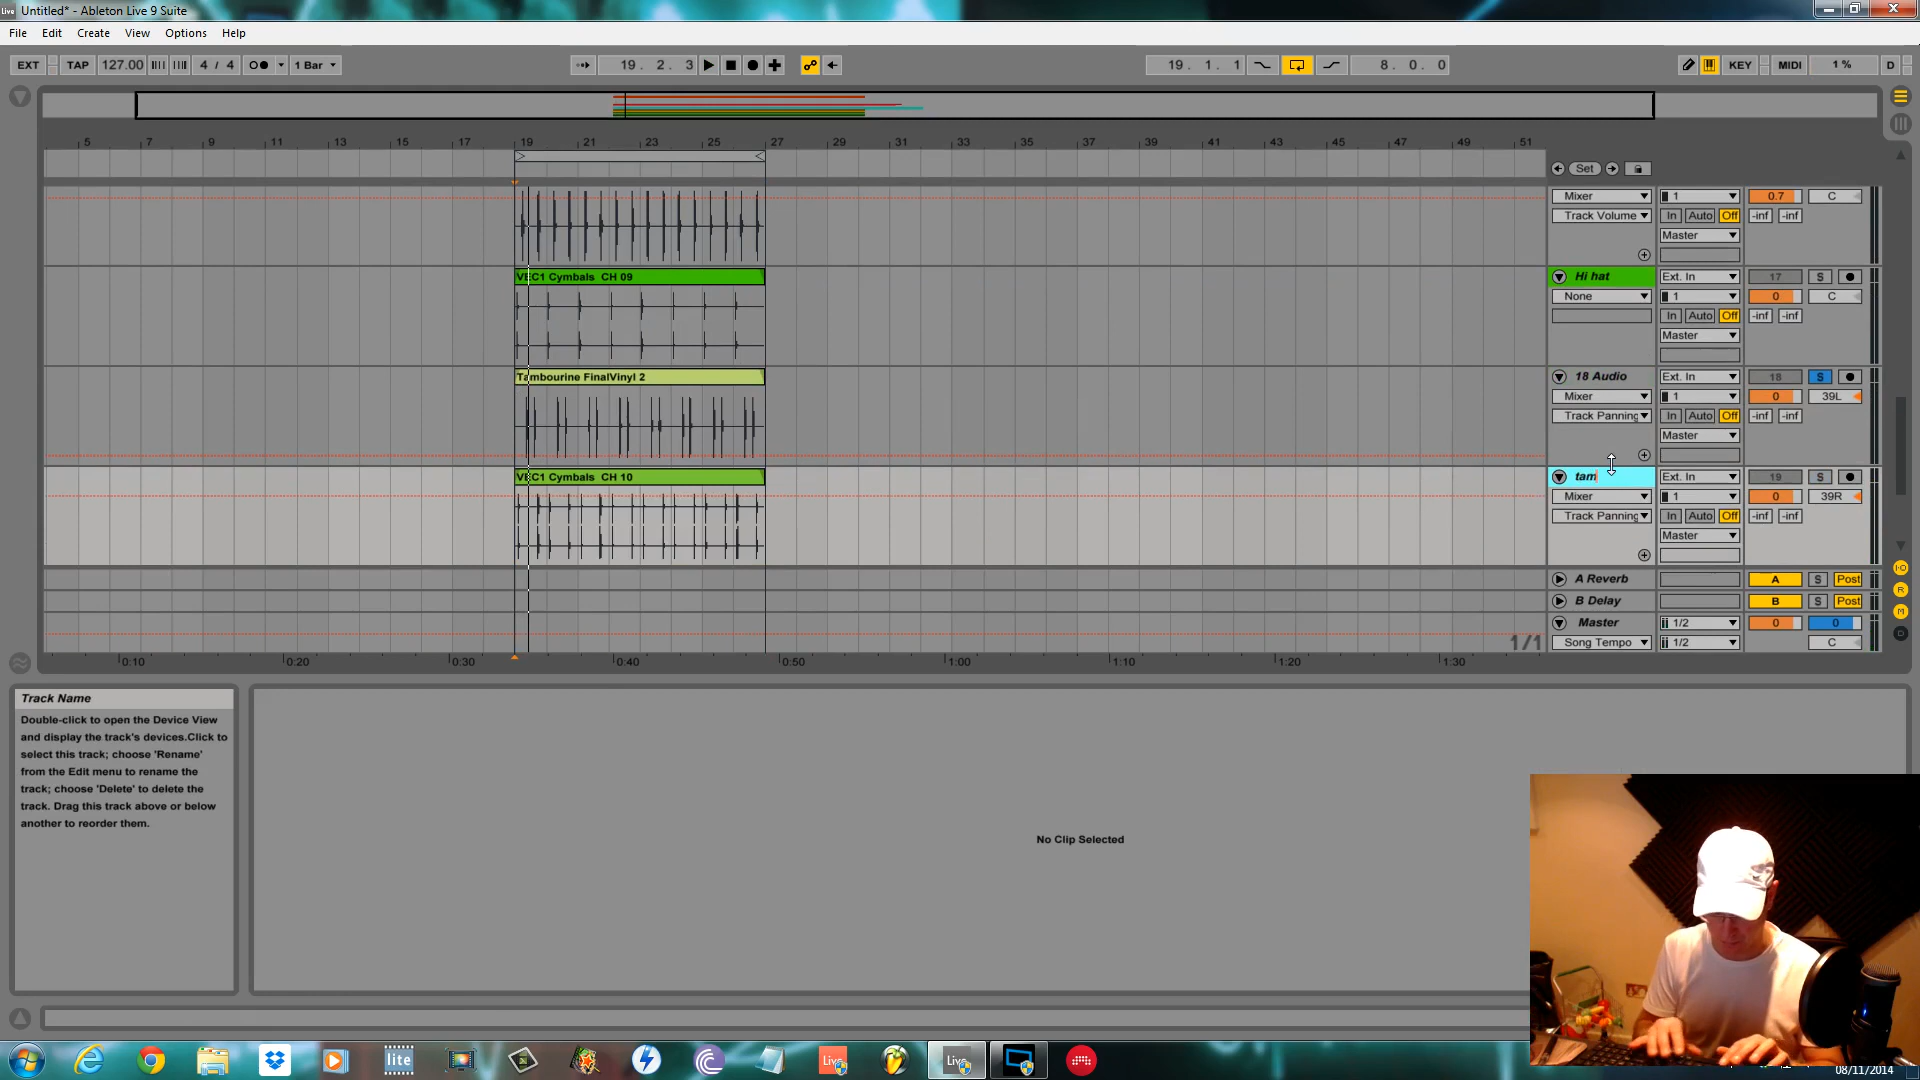 Live Untitled* - Ableton Live 9 Suite
File Edit Create View Options Help
EXT TAP 127.00 4 / 4 1 Bar 19. 2. 3 19. 1. 1 8. 0. 0 KEY MIDI 1 % D
5 7 9 11 13 15 17 19 21 23 25 27 29 31 33 35 37 39 41 43 45 47 49 51
Set
Mixer 1 0.7 C
Track Volume In Auto Off -inf -inf
Master
VEC1 Cymbals CH 09 Hi hat Ext. In 17 S
None 1 0 C
In Auto Off -inf -inf
Master
Tambourine FinalVinyl 2 18 Audio Ext. In 18 S
Mixer 1 0 39L
Track Panning In Auto Off -inf -inf
Master
VEC1 Cymbals CH 10 tam Ext. In 19 S
Mixer 1 0 39R
Track Panning In Auto Off -inf -inf
Master
A Reverb A S Post
B Delay B S Post
Master 1/2 0 0
1/1 Song Tempo 1/2 C
0:10 0:20 0:30 0:40 0:50 1:00 1:10 1:20 1:30
I·O
R
M
D
Track Name
Double-click to open the Device View
and display the track's devices.Click to
select this track; choose 'Rename'
from the Edit menu to rename the
track; choose 'Delete' to delete the
track. Drag this track above or below
another to reorder them.
No Clip Selected
lite Live Live
08/11/2014